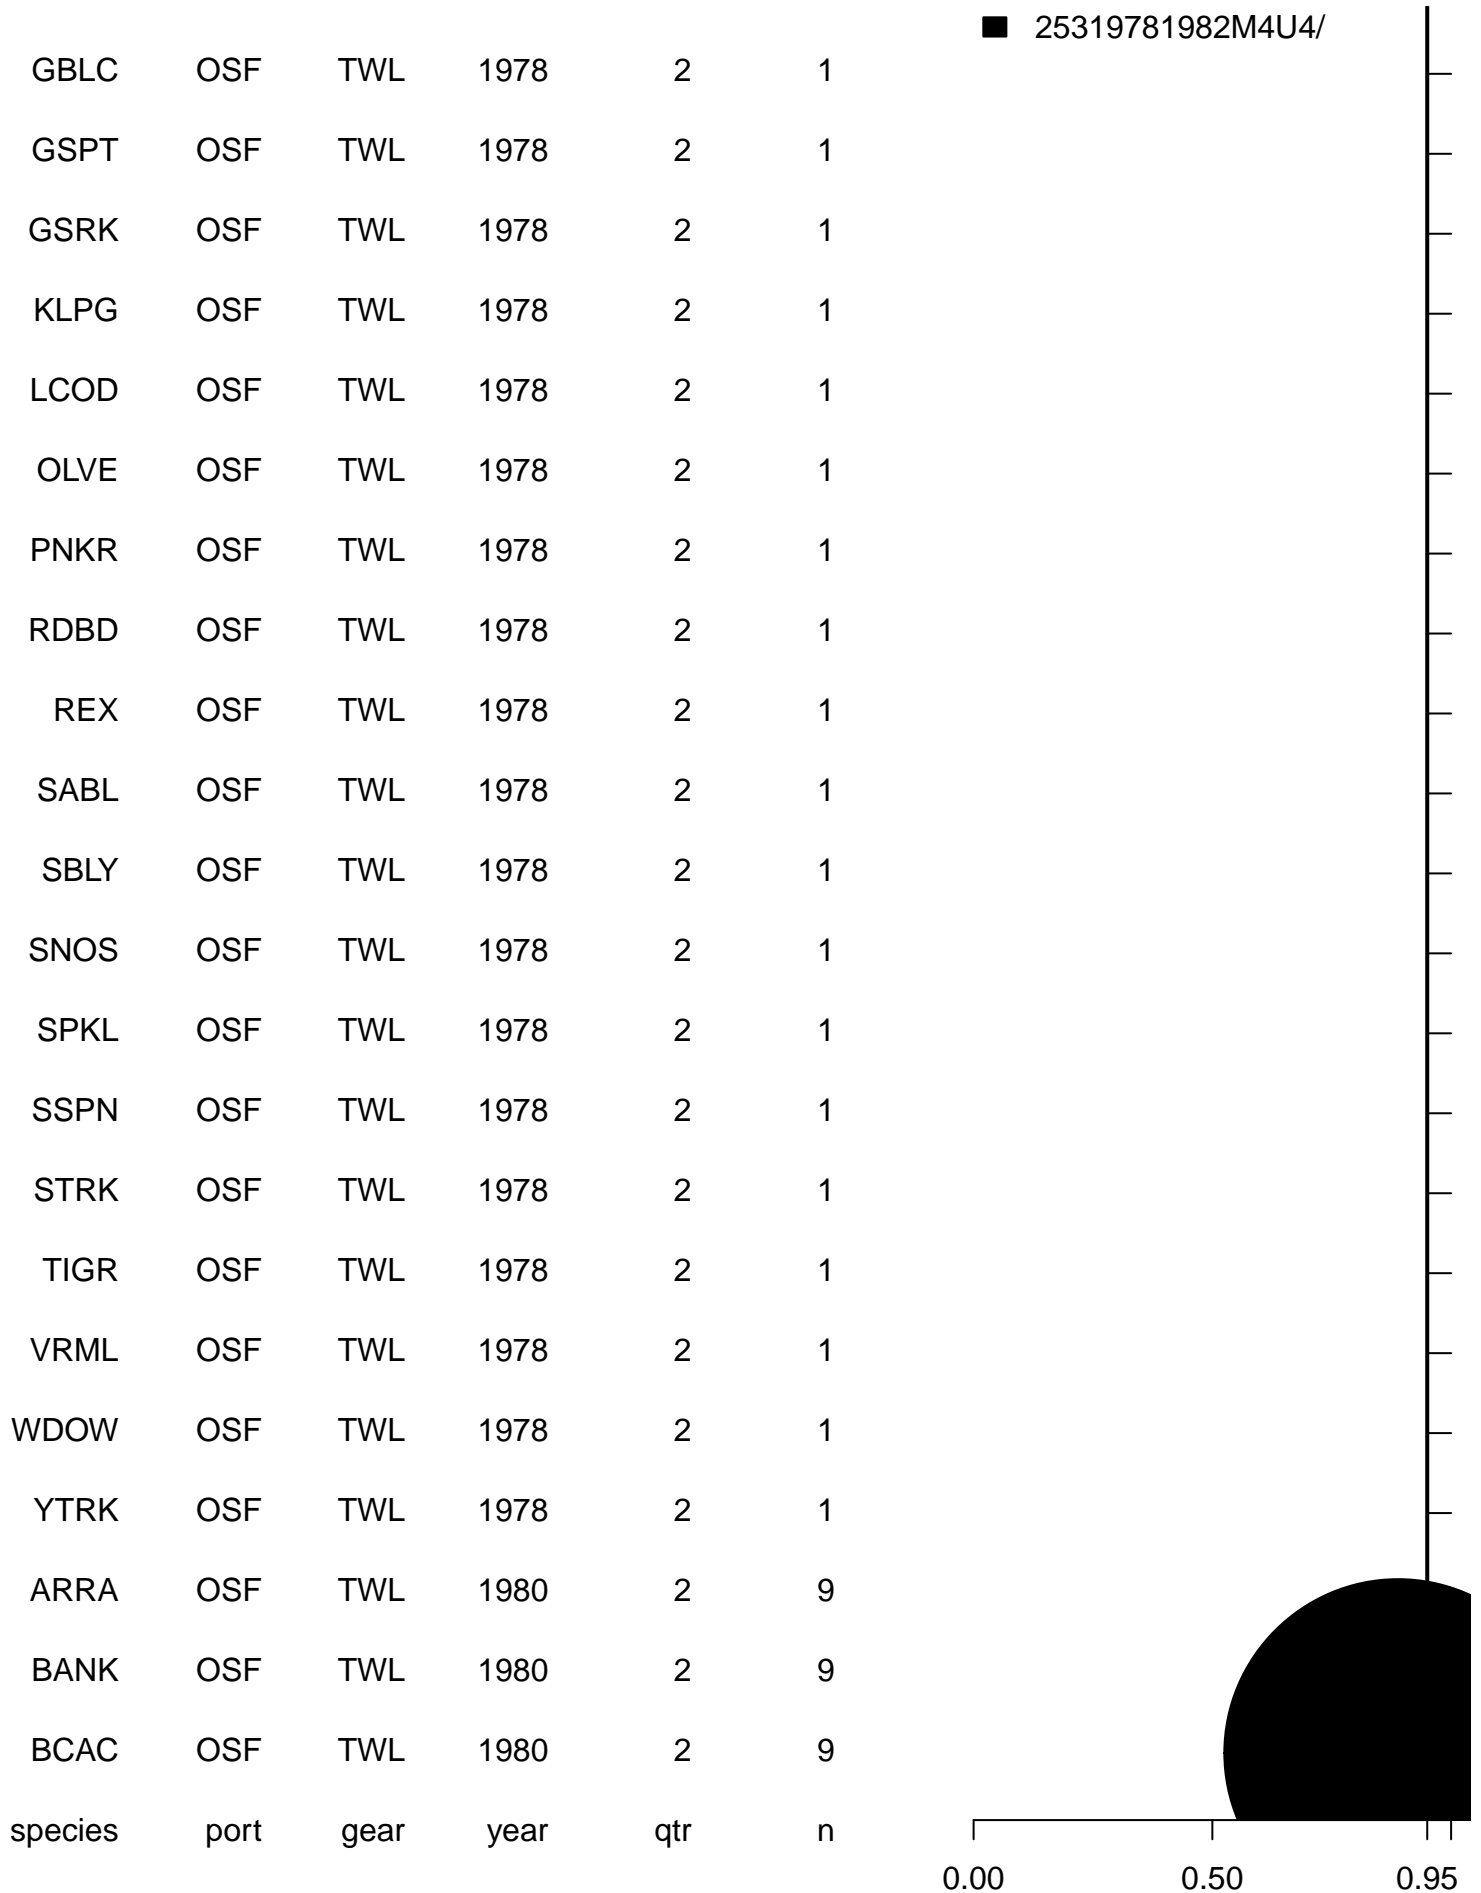 25319781982M4U4/
GBLC OSF TWL 1978 2 1
GSPT OSF TWL 1978 2 1
GSRK OSF TWL 1978 2 1
KLPG OSF TWL 1978 2 1
LCOD OSF TWL 1978 2 1
OLVE OSF TWL 1978 2 1
PNKR OSF TWL 1978 2 1
RDBD OSF TWL 1978 2 1
REX OSF TWL 1978 2 1
SABL OSF TWL 1978 2 1
SBLY OSF TWL 1978 2 1
SNOS OSF TWL 1978 2 1
SPKL OSF TWL 1978 2 1
SSPN OSF TWL 1978 2 1
STRK OSF TWL 1978 2 1
TIGR OSF TWL 1978 2 1
VRML OSF TWL 1978 2 1
WDOW OSF TWL 1978 2 1
YTRK OSF TWL 1978 2 1
ARRA OSF TWL 1980 2 9
BANK OSF TWL 1980 2 9
BCAC OSF TWL 1980 2 9
species port gear year qtr n
0.00 0.50 0.95